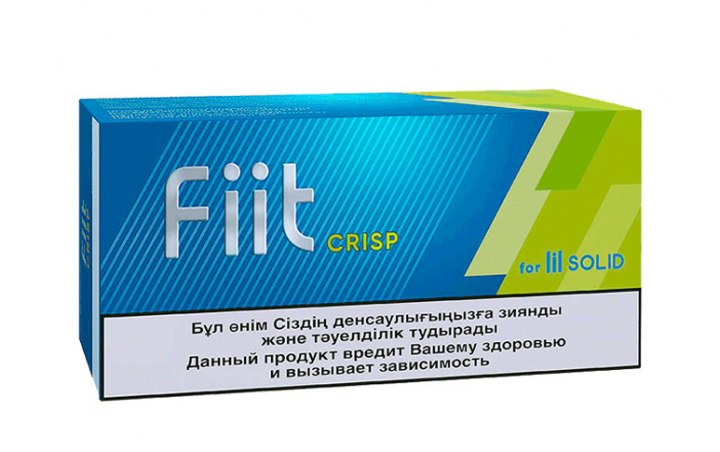 Fiit
CRISP
for lil SOLID
Бұл өнім Сіздің денсаулығыңызға зиянды
және тәуелділік тудырады
Данный продукт вредит Вашему здоровью
и вызывает зависимость
Fiit